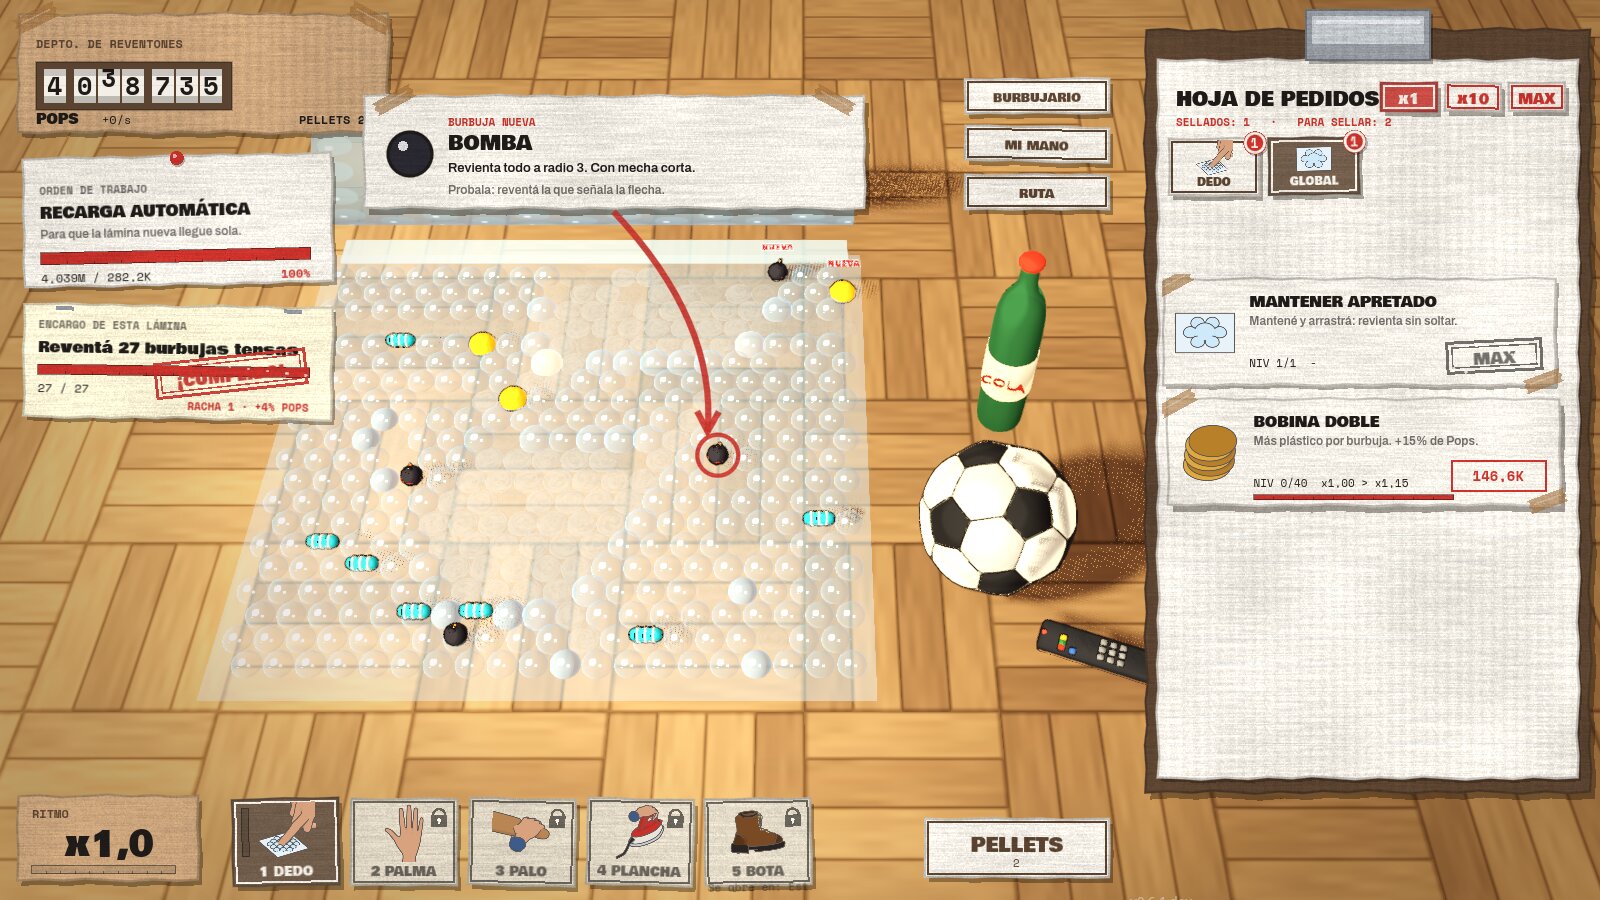 DEPTO. DE REVENTONES
4 038 735
POPS +0/s PELLETS 2
ORDEN DE TRABAJO
RECARGA AUTOMÁTICA
Para que la lámina nueva llegue sola.
4.039M / 282.2K 100%
ENCARGO DE ESTA LÁMINA
Reventá 27 burbujas tensas
27 / 27
RACHA 1 · +4% POPS
BURBUJA NUEVA
BOMBA
Revienta todo a radio 3. Con mecha corta.
Probala: reventá la que señala la flecha.
NUEVA
NUEVA
COLA
BURBUJARIO
MI MANO
RUTA
HOJA DE PEDIDOS x1 x10 MAX
SELLADOS: 1 · PARA SELLAR: 2
1 1
DEDO GLOBAL
MANTENER APRETADO
Mantené y arrastrá: revienta sin soltar.
NIV 1/1 - MAX
BOBINA DOBLE
Más plástico por burbuja. +15% de Pops.
NIV 0/40 x1.00 > x1.15 146.6K
RITMO
x1,0
1 DEDO
2 PALMA
3 PALO
4 PLANCHA
5 BOTA
Se abre en:
PELLETS
2